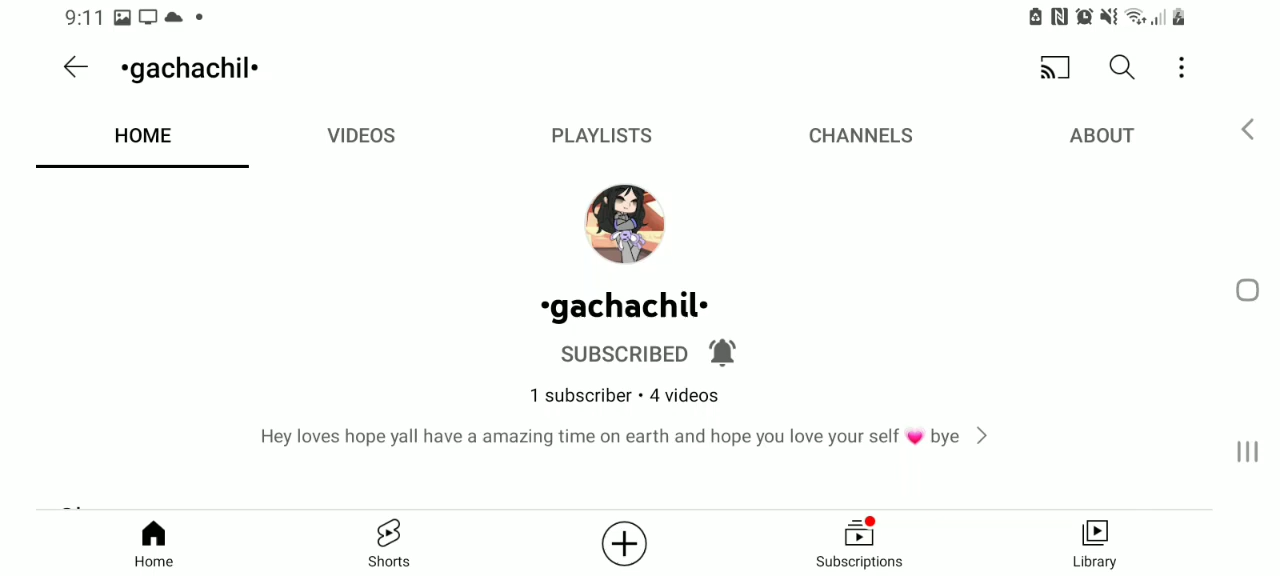 9:11
•gachachil•
HOME VIDEOS PLAYLISTS CHANNELS ABOUT
•gachachil•
SUBSCRIBED
1 subscriber • 4 videos
Hey loves hope yall have a amazing time on earth and hope you love your self 💗 bye
Home Shorts Subscriptions Library